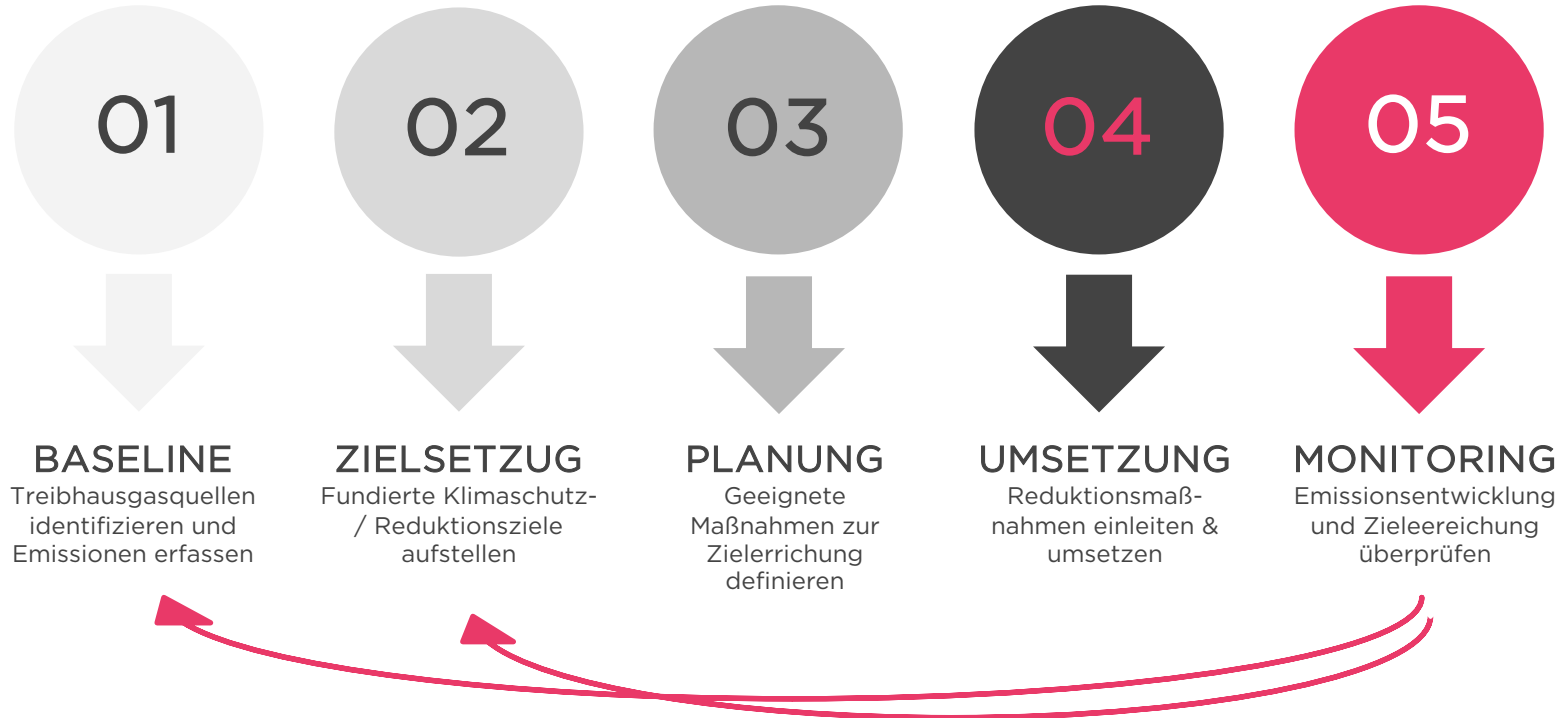 01
BASELINE
Treibhausgasquellen
identifizieren und
Emissionen erfassen
02
ZIELSETZUG
Fundierte Klimaschutz-
/ Reduktionsziele
aufstellen
03
PLANUNG
Geeignete
Maßnahmen zur
Zielerrichung
definieren
04
UMSETZUNG
Reduktionsmaß-
nahmen einleiten &
umsetzen
05
MONITORING
Emissionsentwicklung
und Zieleereichung
überprüfen